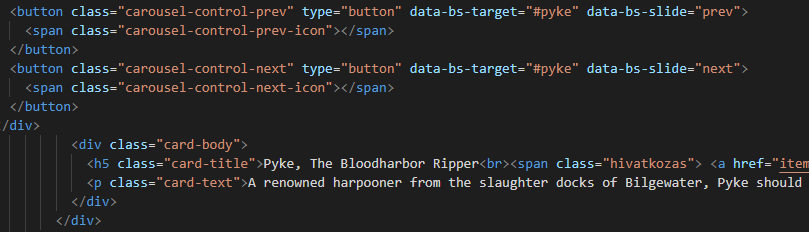 <button class="carousel-control-prev" type="button" data-bs-target="#pyke" data-bs-slide="prev">
<span class="carousel-control-prev-icon"></span>
</button>
<button class="carousel-control-next" type="button" data-bs-target="#pyke" data-bs-slide="next">
<span class="carousel-control-next-icon"></span>
</button>
/div>
<div class="card-body">
<h5 class="card-title">Pyke, The Bloodharbor Ripper<br><span class="hivatkozas"> <a href="item
<p class="card-text">A renowned harpooner from the slaughter docks of Bilgewater, Pyke should
</div>
</div>